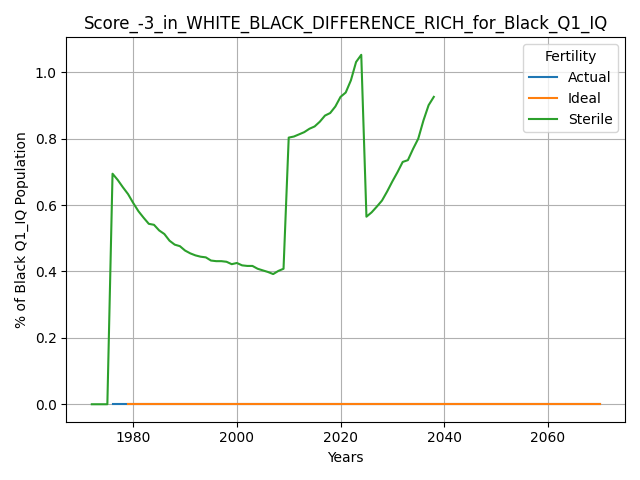 Score_-3_in_WHITE_BLACK_DIFFERENCE_RICH_for_Black_Q1_IQ
Fertility
Actual
Ideal
Sterile
% of Black Q1_IQ Population
1.0
0.8
0.6
0.4
0.2
0.0
1980 2000 2020 2040 2060
Years